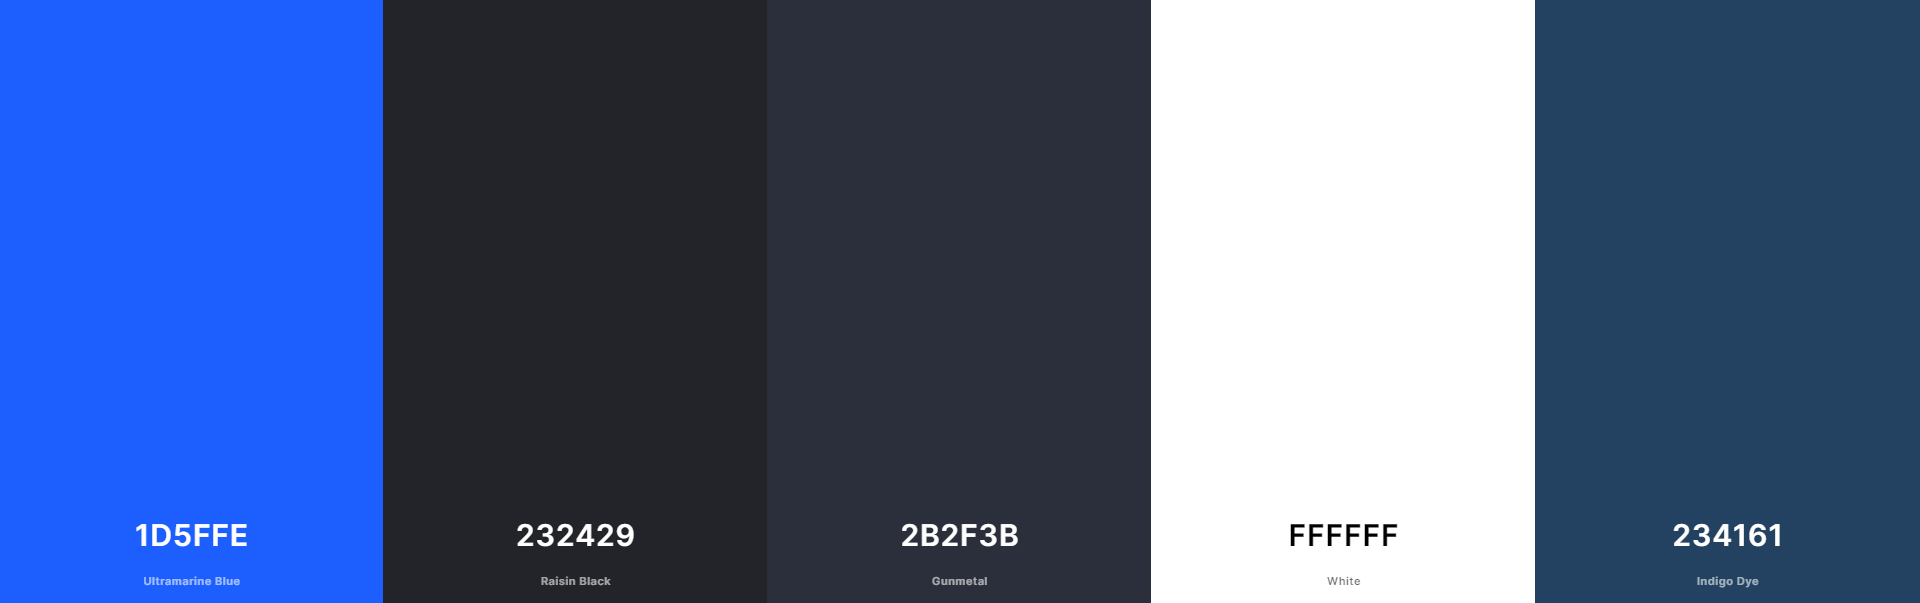 1D5FFE
Ultramarine Blue
232429
Raisin Black
2B2F3B
Gunmetal
FFFFFF
White
234161
Indigo Dye